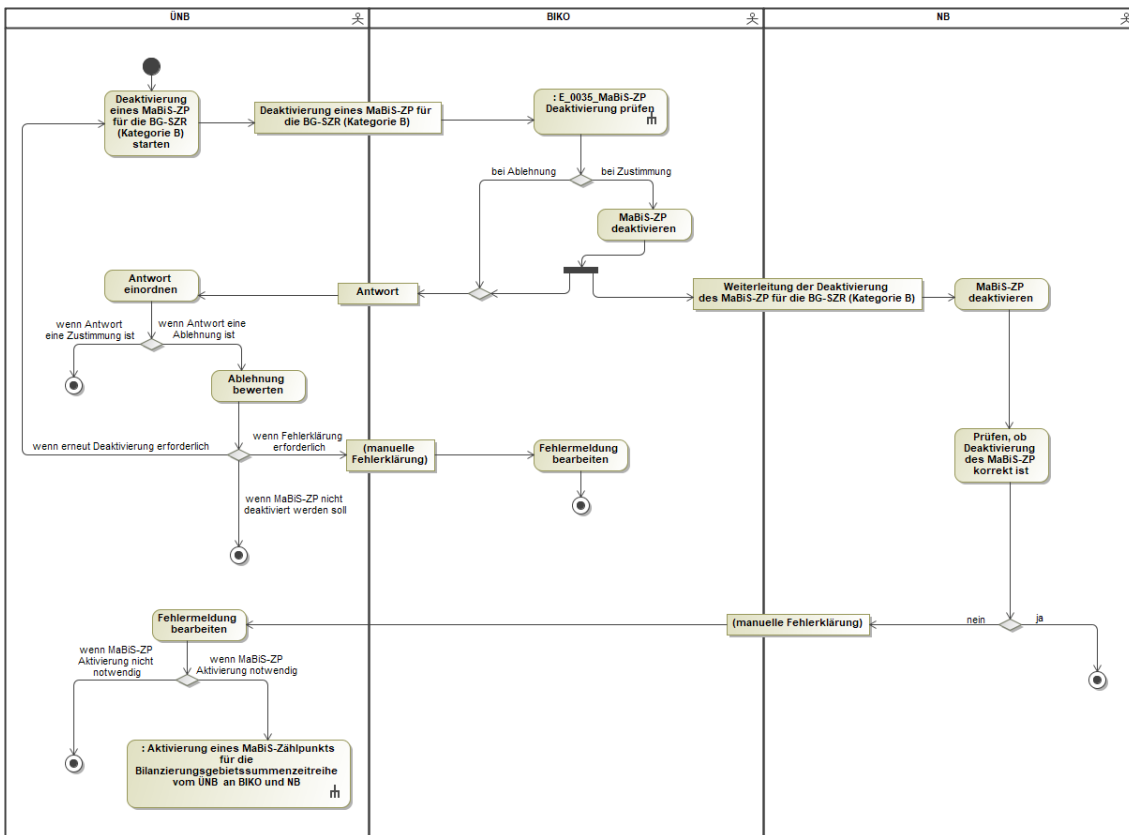 ÜNB
BIKO
NB
Deaktivierung
eines MaBiS-ZP
für die BG-SZR
(Kategorie B)
starten
Deaktivierung eines MaBiS-ZP für
die BG-SZR (Kategorie B)
: E_0035_MaBiS-ZP
Deaktivierung prüfen
bei Ablehnung
bei Zustimmung
MaBiS-ZP
deaktivieren
Antwort
einordnen
Antwort
Weiterleitung der Deaktivierung
des MaBiS-ZP für die BG-SZR (Kategorie B)
MaBiS-ZP
deaktivieren
wenn Antwort
eine Zustimmung ist
wenn Antwort eine
Ablehnung ist
Ablehnung
bewerten
wenn erneut Deaktivierung erforderlich
wenn Fehlerklärung
erforderlich
(manuelle
Fehlerklärung)
Fehlermeldung
bearbeiten
Prüfen, ob
Deaktivierung
des MaBiS-ZP
korrekt ist
wenn MaBiS-ZP nicht
deaktiviert werden soll
Fehlermeldung
bearbeiten
(manuelle Fehlerklärung)
nein
ja
wenn MaBiS-ZP
Aktivierung nicht
notwendig
wenn MaBiS-ZP
Aktivierung notwendig
: Aktivierung eines MaBiS-Zählpunkts
für die
Bilanzierungsgebietssummenzeitreihe
vom ÜNB an BIKO und NB